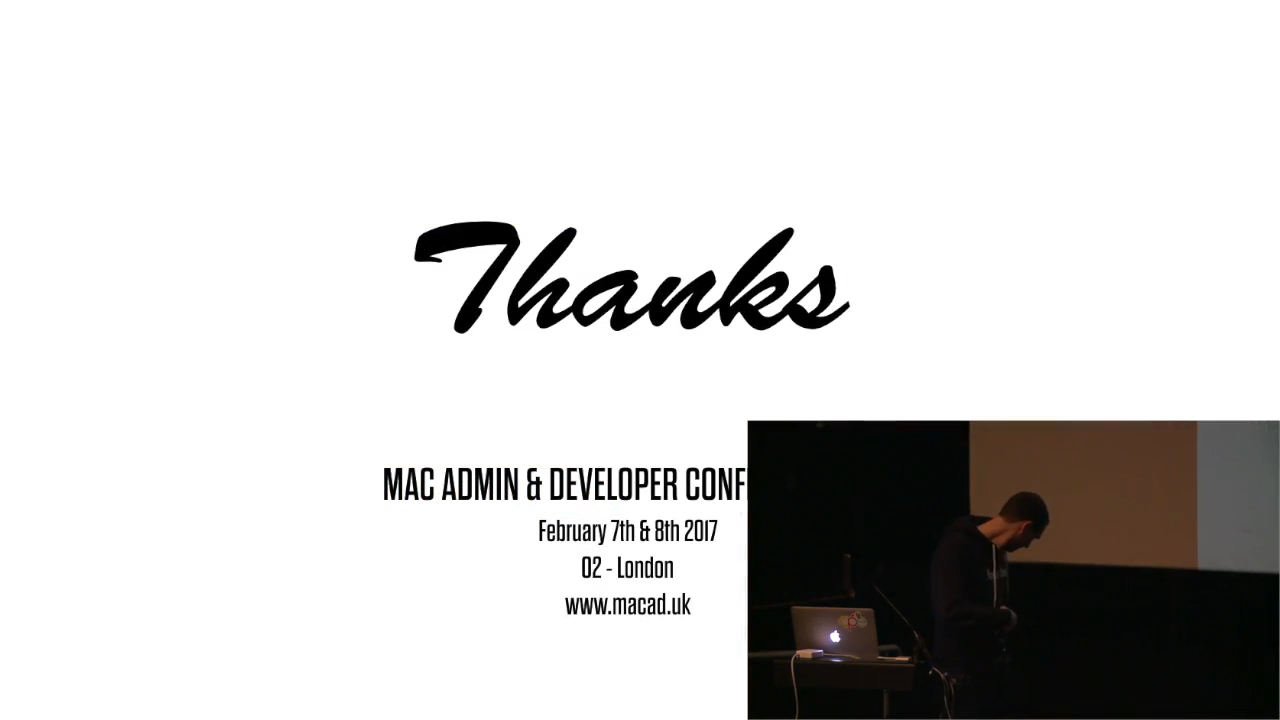 Thanks
MAC ADMIN & DEVELOPER CONF
February 7th & 8th 2017
O2 - London
www.macad.uk